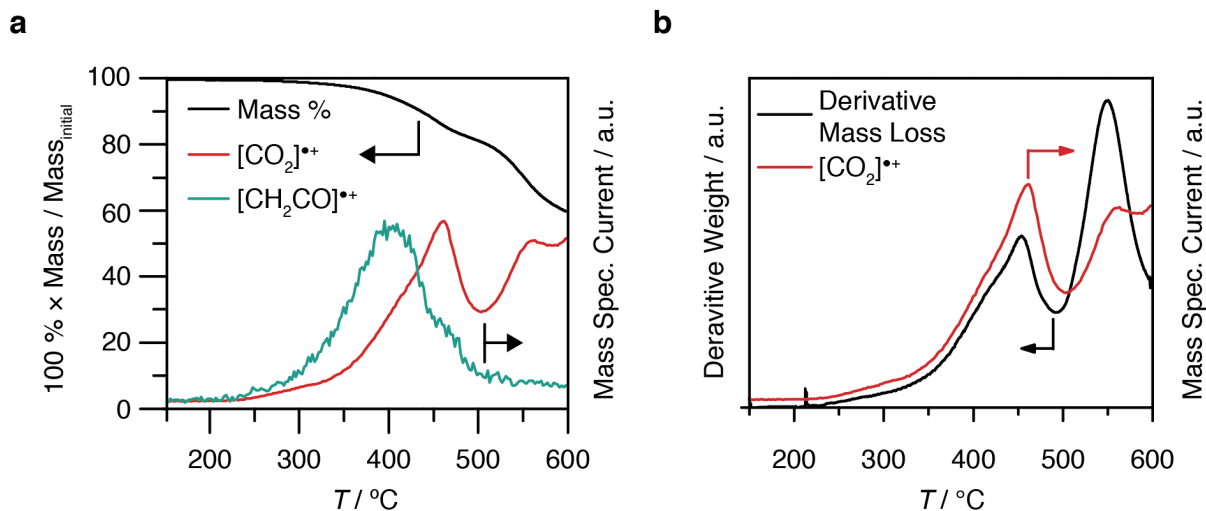 a
100 % × Mass / Mass_initial
100
80
60
40
20
0
Mass %
[CO₂]•⁺
[CH₂CO]•⁺
200
300
400
500
600
T / ºC
Mass Spec. Current / a.u.
b
Deravitive Weight / a.u.
Derivative
Mass Loss
[CO₂]•⁺
200
300
400
500
600
T / °C
Mass Spec. Current / a.u.